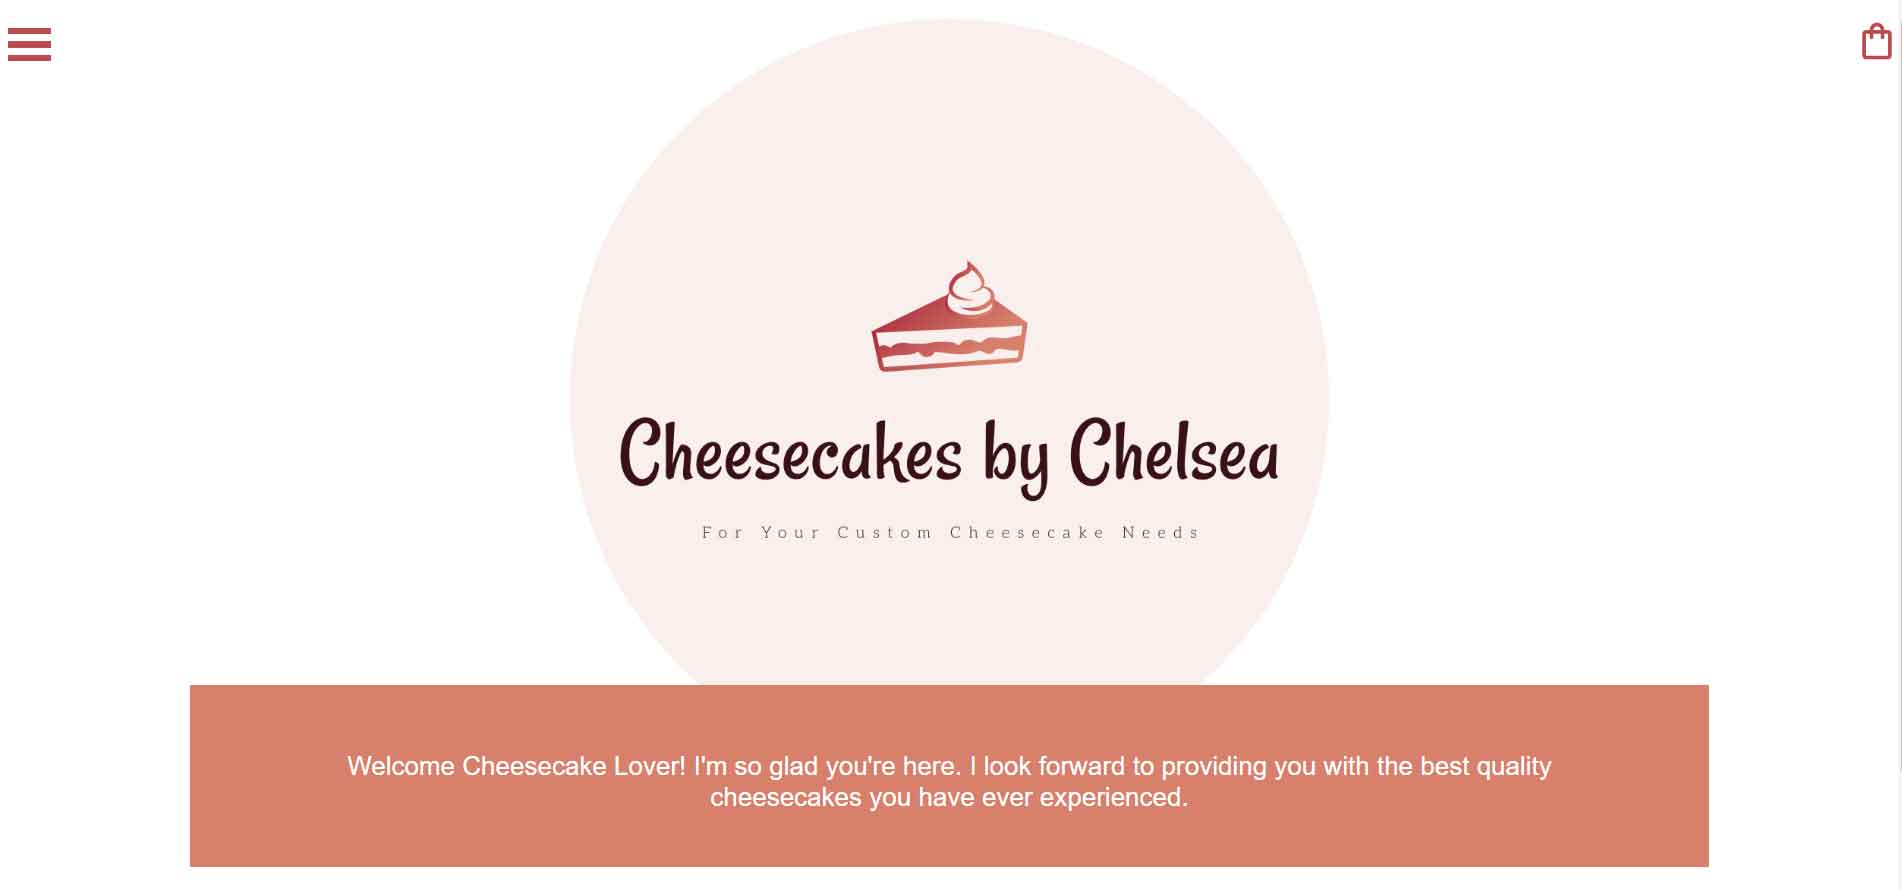 Cheesecakes by Chelsea
For Your Custom Cheesecake Needs
Welcome Cheesecake Lover! I'm so glad you're here. I look forward to providing you with the best quality
cheesecakes you have ever experienced.